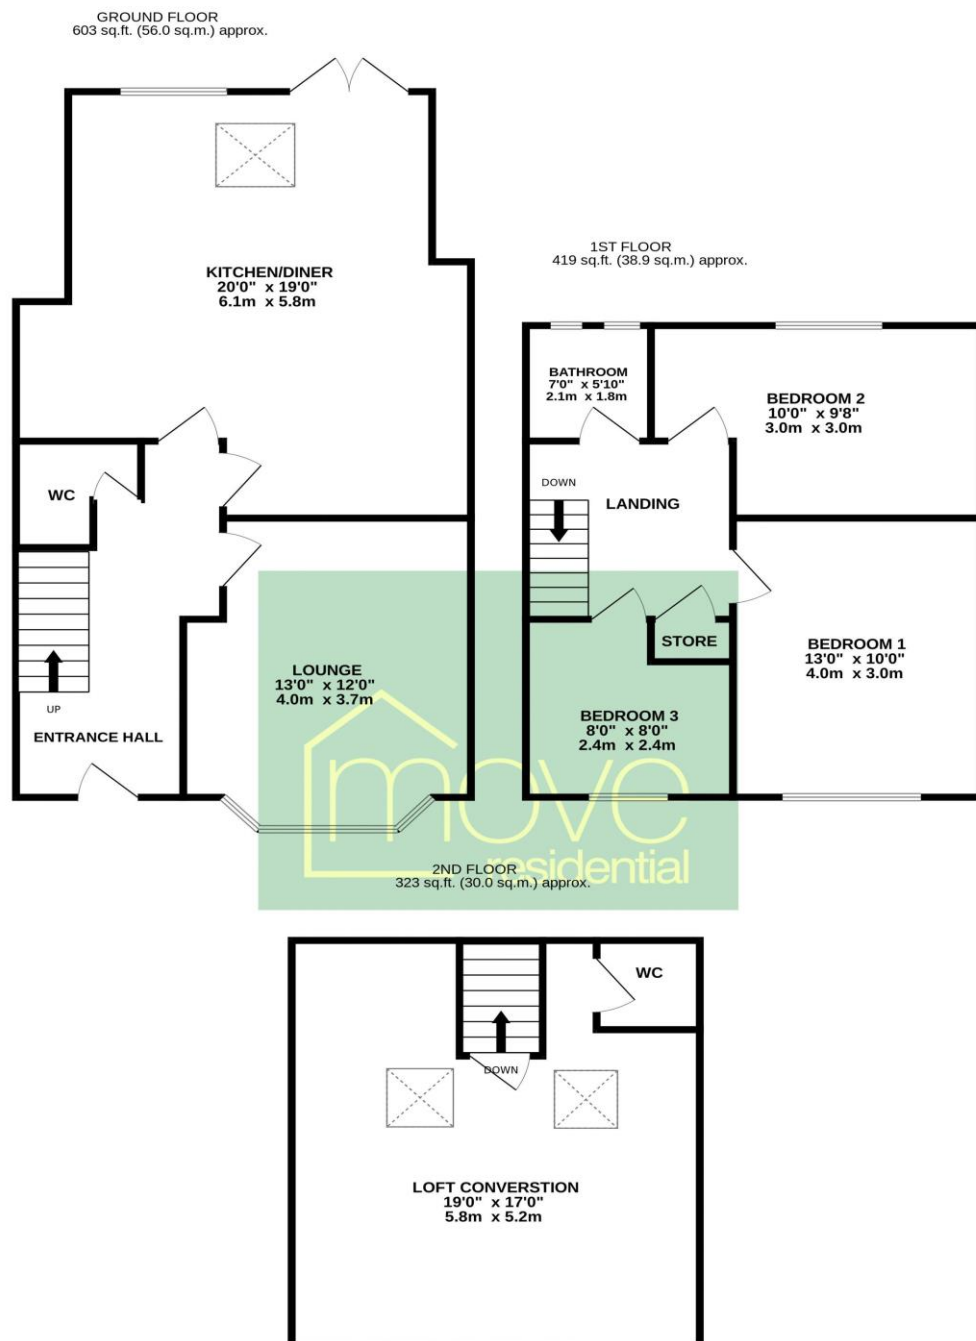 GROUND FLOOR
603 sq.ft. (56.0 sq.m.) approx.
KITCHEN/DINER
20'0" x 19'0"
6.1m x 5.8m
WC
UP
ENTRANCE HALL
LOUNGE
13'0" x 12'0"
4.0m x 3.7m
1ST FLOOR
419 sq.ft. (38.9 sq.m.) approx.
BATHROOM
7'0" x 5'10"
2.1m x 1.8m
BEDROOM 2
10'0" x 9'8"
3.0m x 3.0m
DOWN
LANDING
STORE
BEDROOM 1
13'0" x 10'0"
4.0m x 3.0m
BEDROOM 3
8'0" x 8'0"
2.4m x 2.4m
move
residential
2ND FLOOR
323 sq.ft. (30.0 sq.m.) approx.
WC
DOWN
LOFT CONVERSTION
19'0" x 17'0"
5.8m x 5.2m